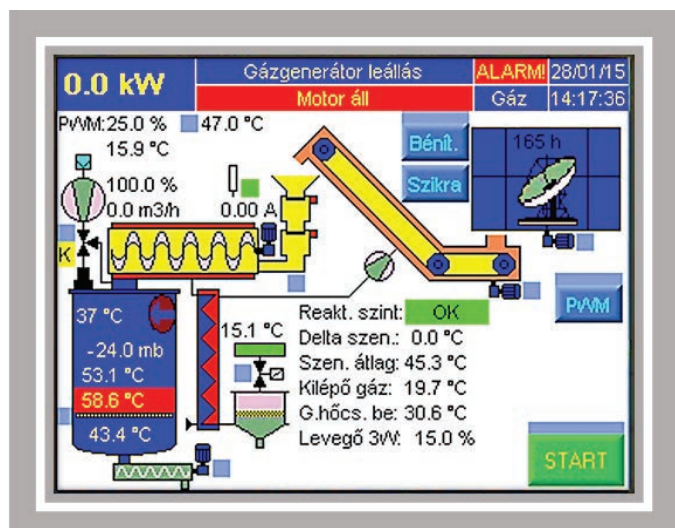 0.0 kW
Gázgenerátor leállás
ALARM!
28/01/15
Motor áll
Gáz
14:17:36
PWM:25.0 %
47.0 °C
15.9 °C
Bénít.
165 h
100.0 %
0.0 m3/h
0.00 A
Szikra
K
PWM
37 °C
-24.0 mb
53.1 °C
58.6 °C
43.4 °C
15.1 °C
Reakt. szint: OK
Delta szen.: 0.0 °C
Szen. átlag: 45.3 °C
Kilépő gáz: 19.7 °C
G.hőcs. be: 30.6 °C
Levegő 3W: 15.0 %
START